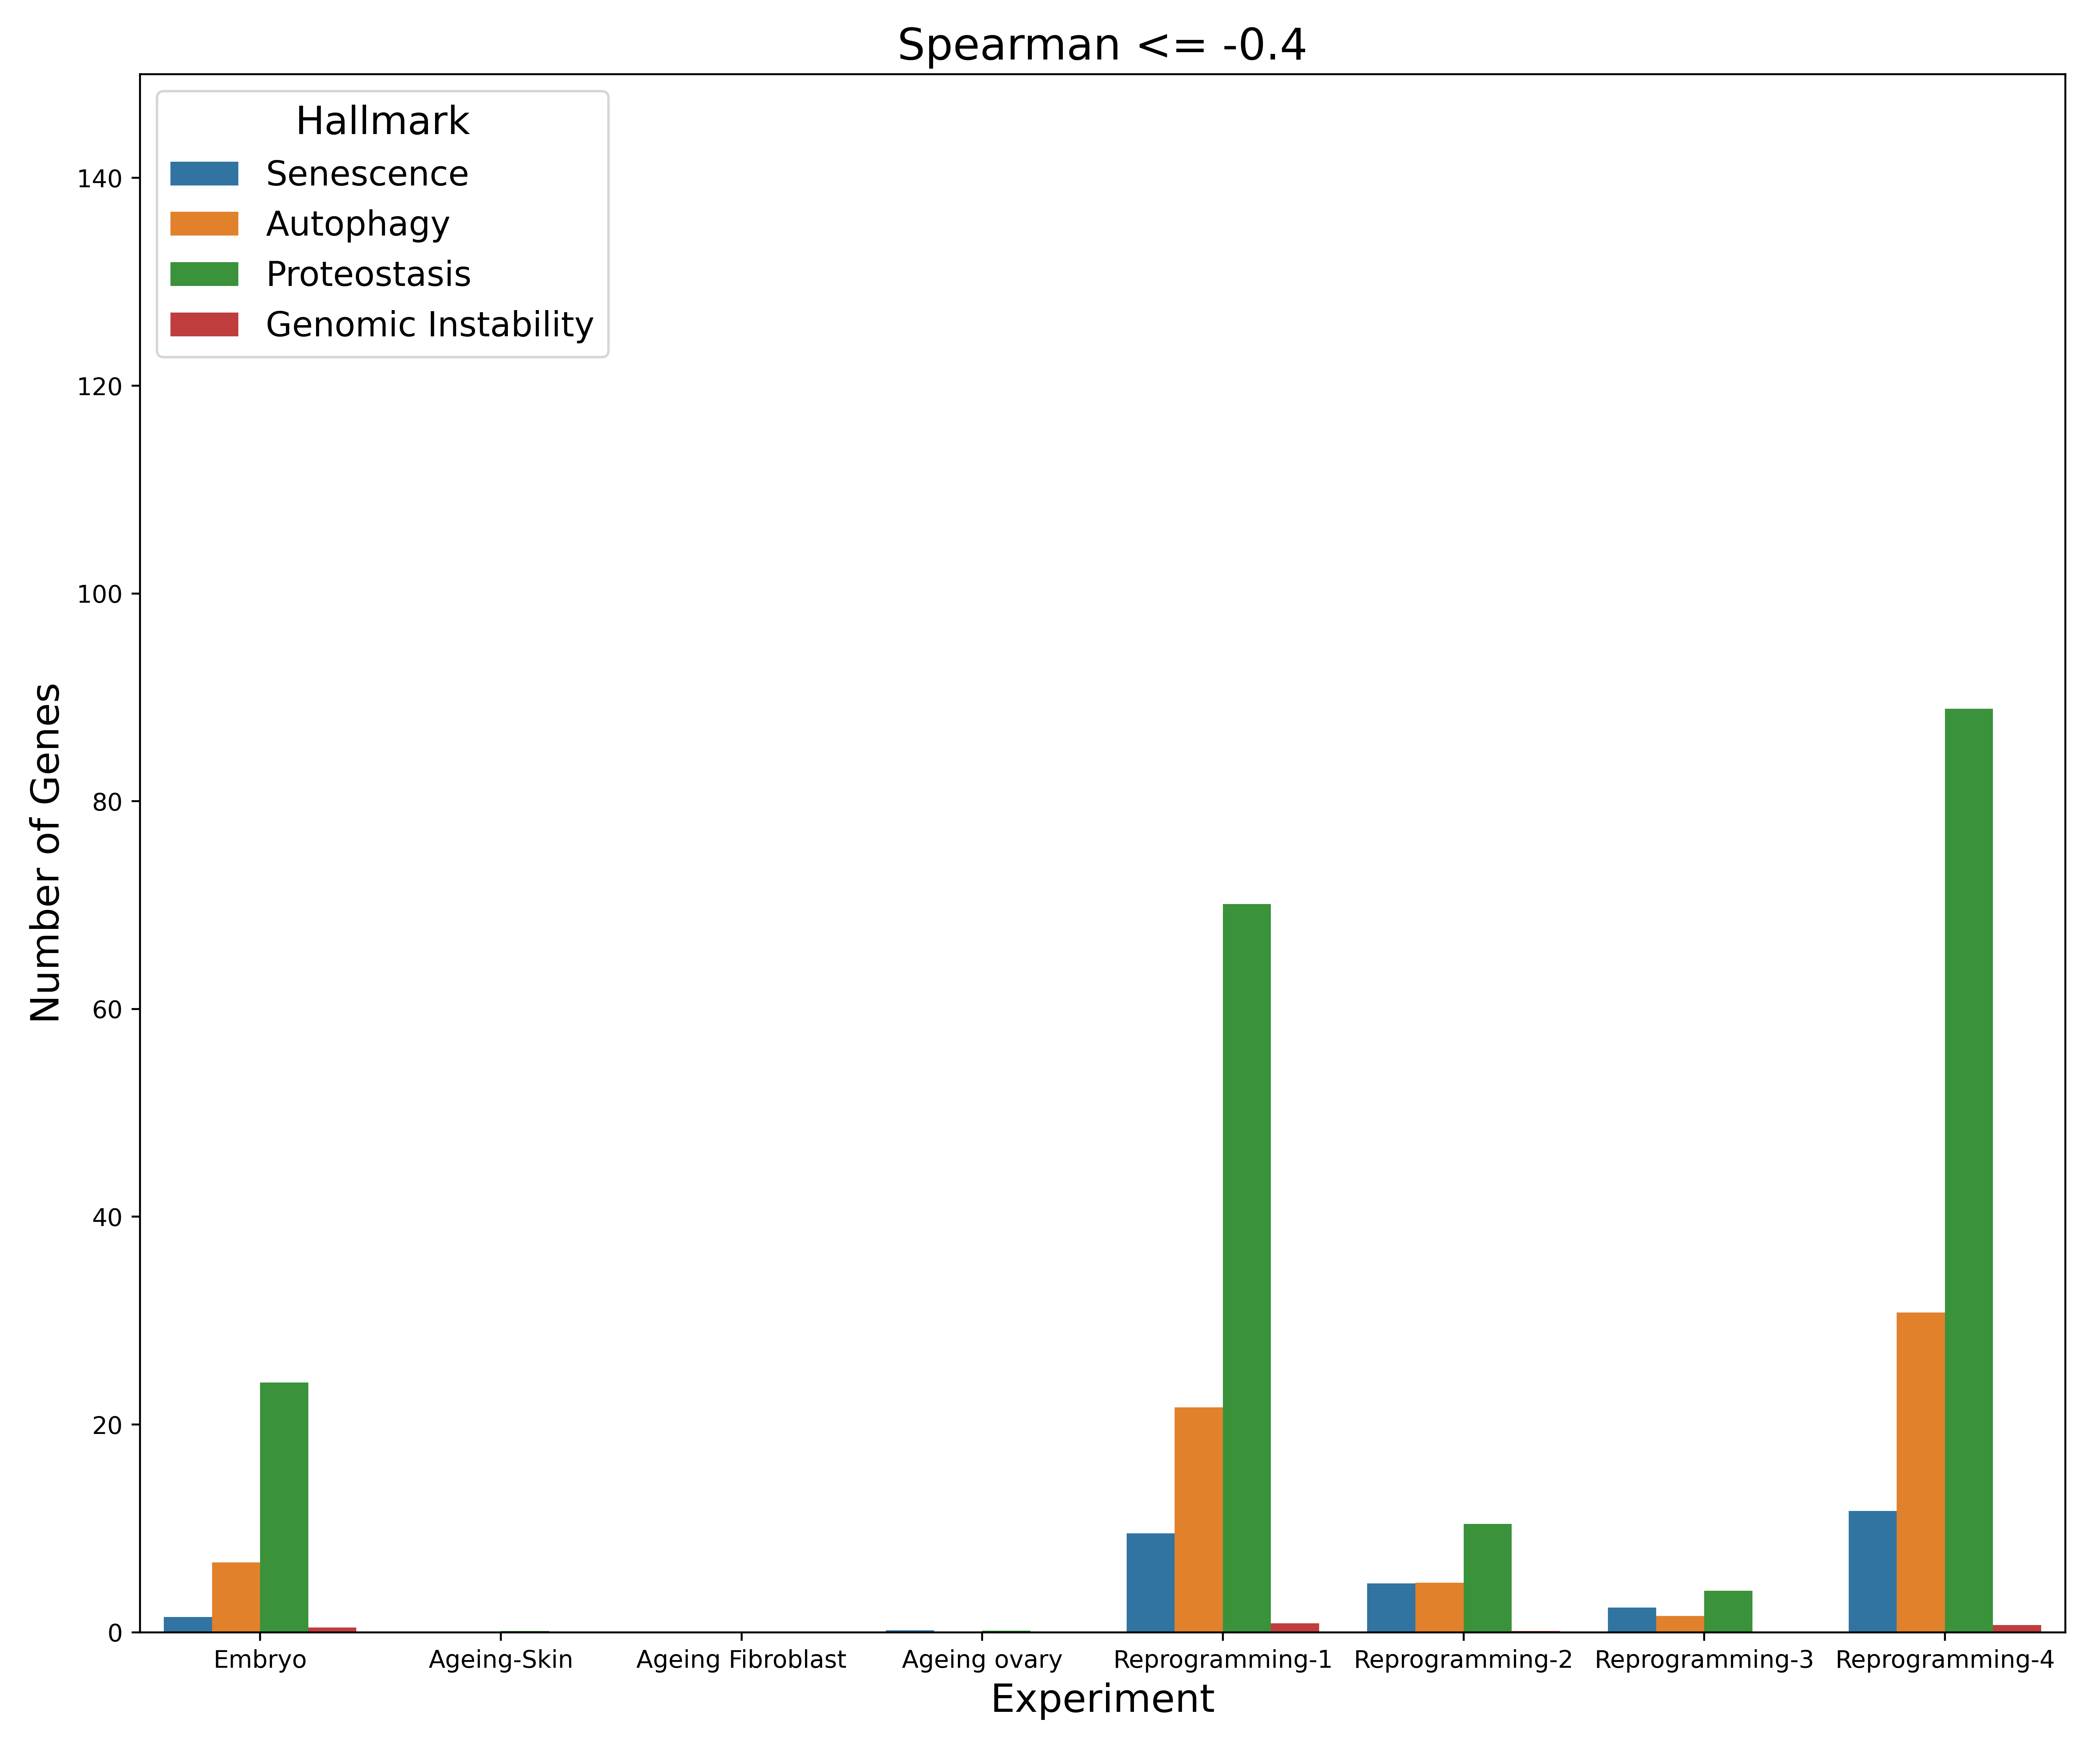 Spearman <= -0.4
Hallmark
Senescence
Autophagy
Proteostasis
Genomic Instability
Number of Genes
140
120
100
80
60
40
20
0
Embryo
Ageing-Skin
Ageing Fibroblast
Ageing ovary
Reprogramming-1
Reprogramming-2
Reprogramming-3
Reprogramming-4
Experiment